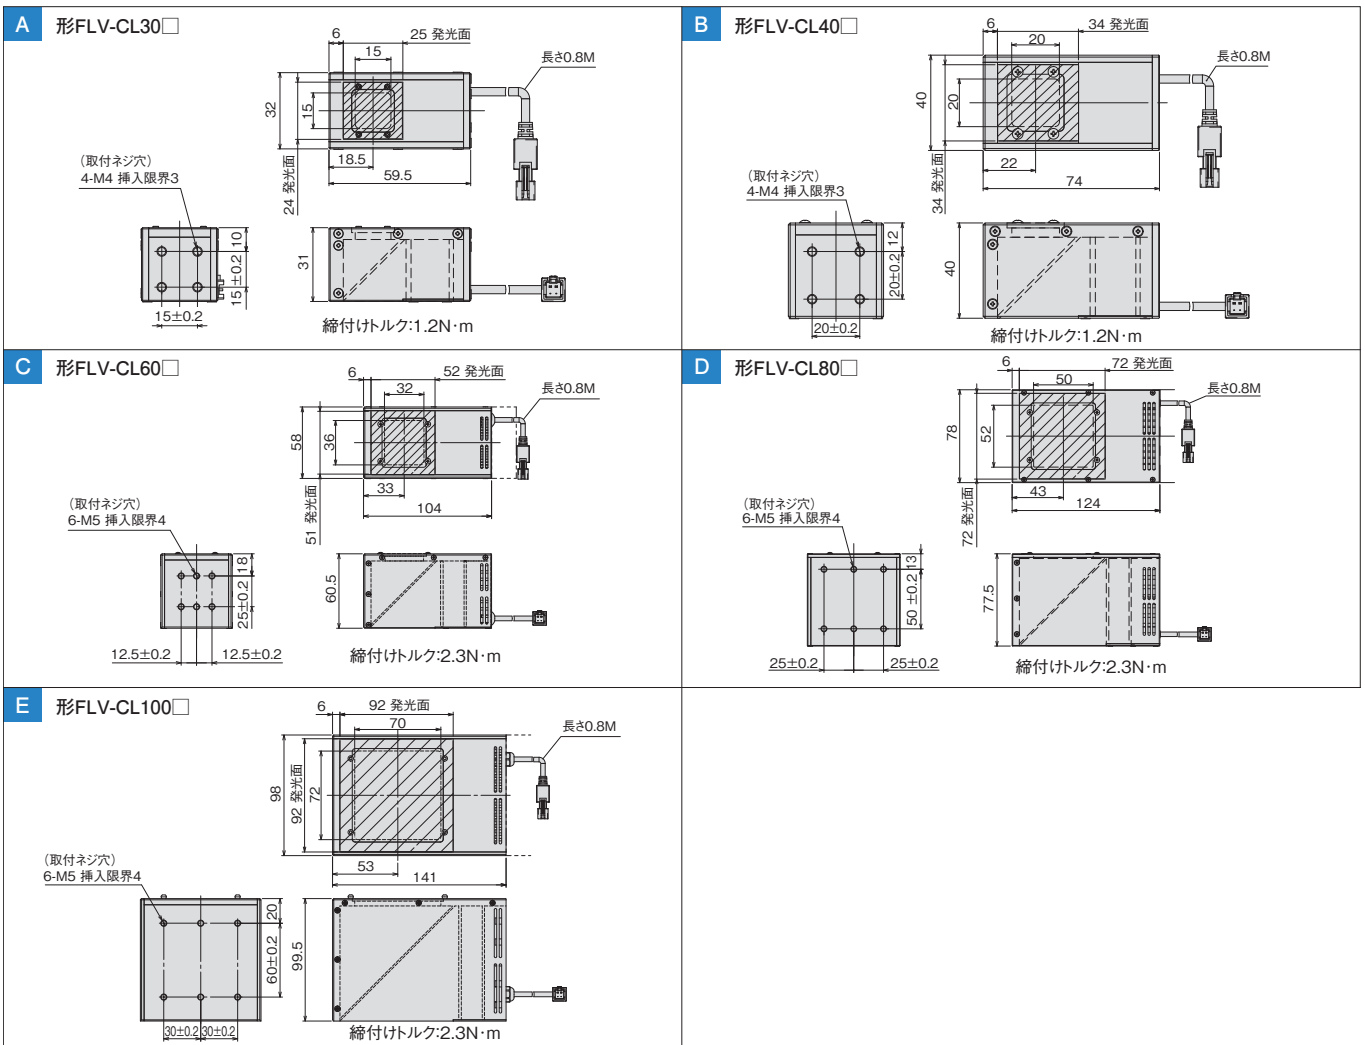 A 形FLV-CL30□
6 25 発光面
15
長さ0.8M
32
15
24 発光面
18.5
59.5
(取付ネジ穴)
4-M4 挿入限界3
10
15 ±0.2
15±0.2
31
締付けトルク:1.2N·m
B 形FLV-CL40□
6 34 発光面
20
長さ0.8M
40
20
34 発光面
22
74
(取付ネジ穴)
4-M4 挿入限界3
12
20±0.2
20±0.2
40
締付けトルク:1.2N·m
C 形FLV-CL60□
6 52 発光面
32
長さ0.8M
58
36
51 発光面
33
104
(取付ネジ穴)
6-M5 挿入限界4
18
25±0.2
12.5±0.2 12.5±0.2
60.5
締付けトルク:2.3N·m
D 形FLV-CL80□
6 72 発光面
50
長さ0.8M
78
52
72 発光面
43
124
(取付ネジ穴)
6-M5 挿入限界4
13
50 ±0.2
25±0.2 25±0.2
77.5
締付けトルク:2.3N·m
E 形FLV-CL100□
6 92 発光面
70
長さ0.8M
98
92 発光面
72
53
141
(取付ネジ穴)
6-M5 挿入限界4
20
60±0.2
30±0.2 30±0.2
99.5
締付けトルク:2.3N·m